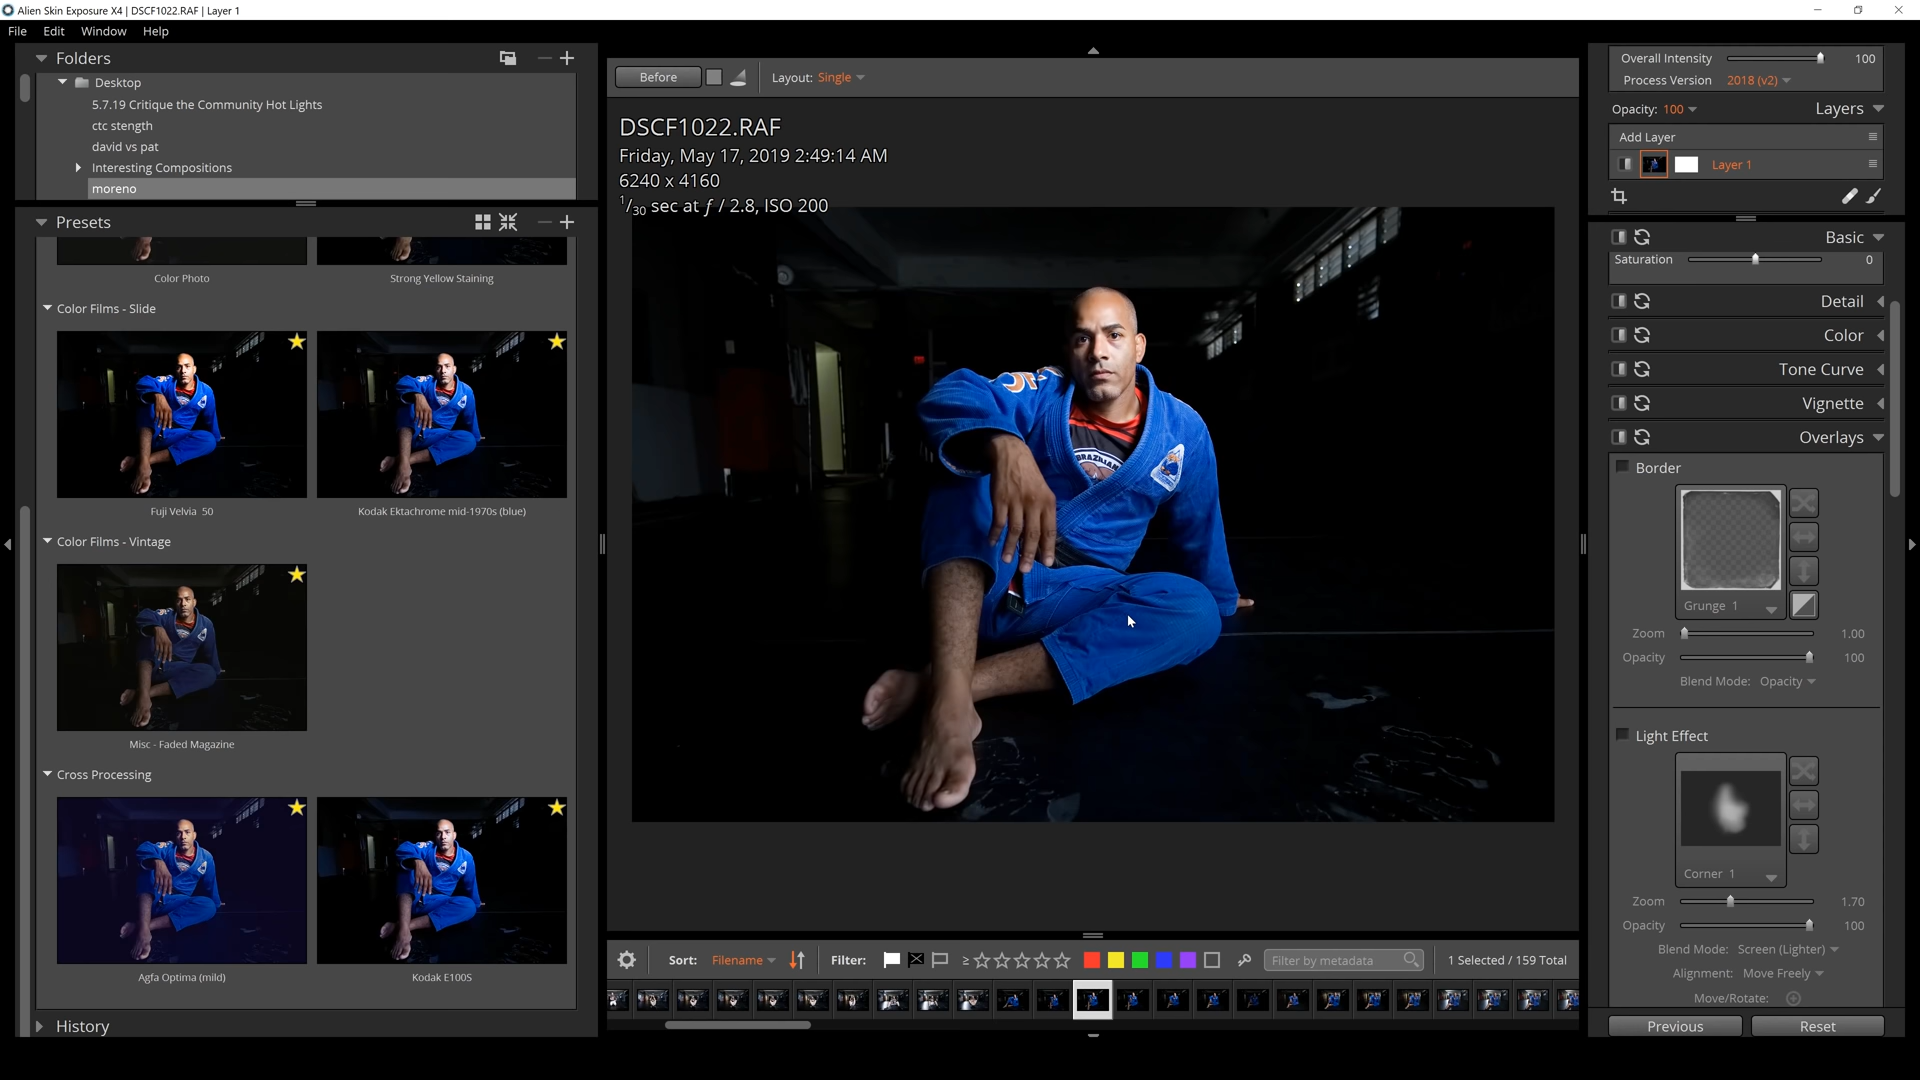 Alien Skin Exposure X4 | DSCF1022.RAF | Layer 1
File Edit Window Help
Folders
Desktop
5.7.19 Critique the Community Hot Lights
ctc stength
david vs pat
Interesting Compositions
moreno
Presets
Color Photo
Strong Yellow Staining
Color Films - Slide
Fuji Velvia 50
Kodak Ektachrome mid-1970s (blue)
Color Films - Vintage
Misc - Faded Magazine
Cross Processing
Agfa Optima (mild)
Kodak E100S
History
Before
Layout: Single
DSCF1022.RAF
Friday, May 17, 2019 2:49:14 AM
6240 x 4160
1/30 sec at ƒ / 2.8, ISO 200
BRAZILIAN
Sort: Filename
Filter:
≥
Filter by metadata
1 Selected / 159 Total
Overall Intensity 100
Process Version 2018 (v2)
Opacity: 100
Layers
Add Layer
Layer 1
Basic
Saturation 0
Detail
Color
Tone Curve
Vignette
Overlays
Border
Grunge 1
Zoom 1.00
Opacity 100
Blend Mode: Opacity
Light Effect
Corner 1
Zoom 1.70
Opacity 100
Blend Mode: Screen (Lighter)
Alignment: Move Freely
Move/Rotate:
Previous
Reset